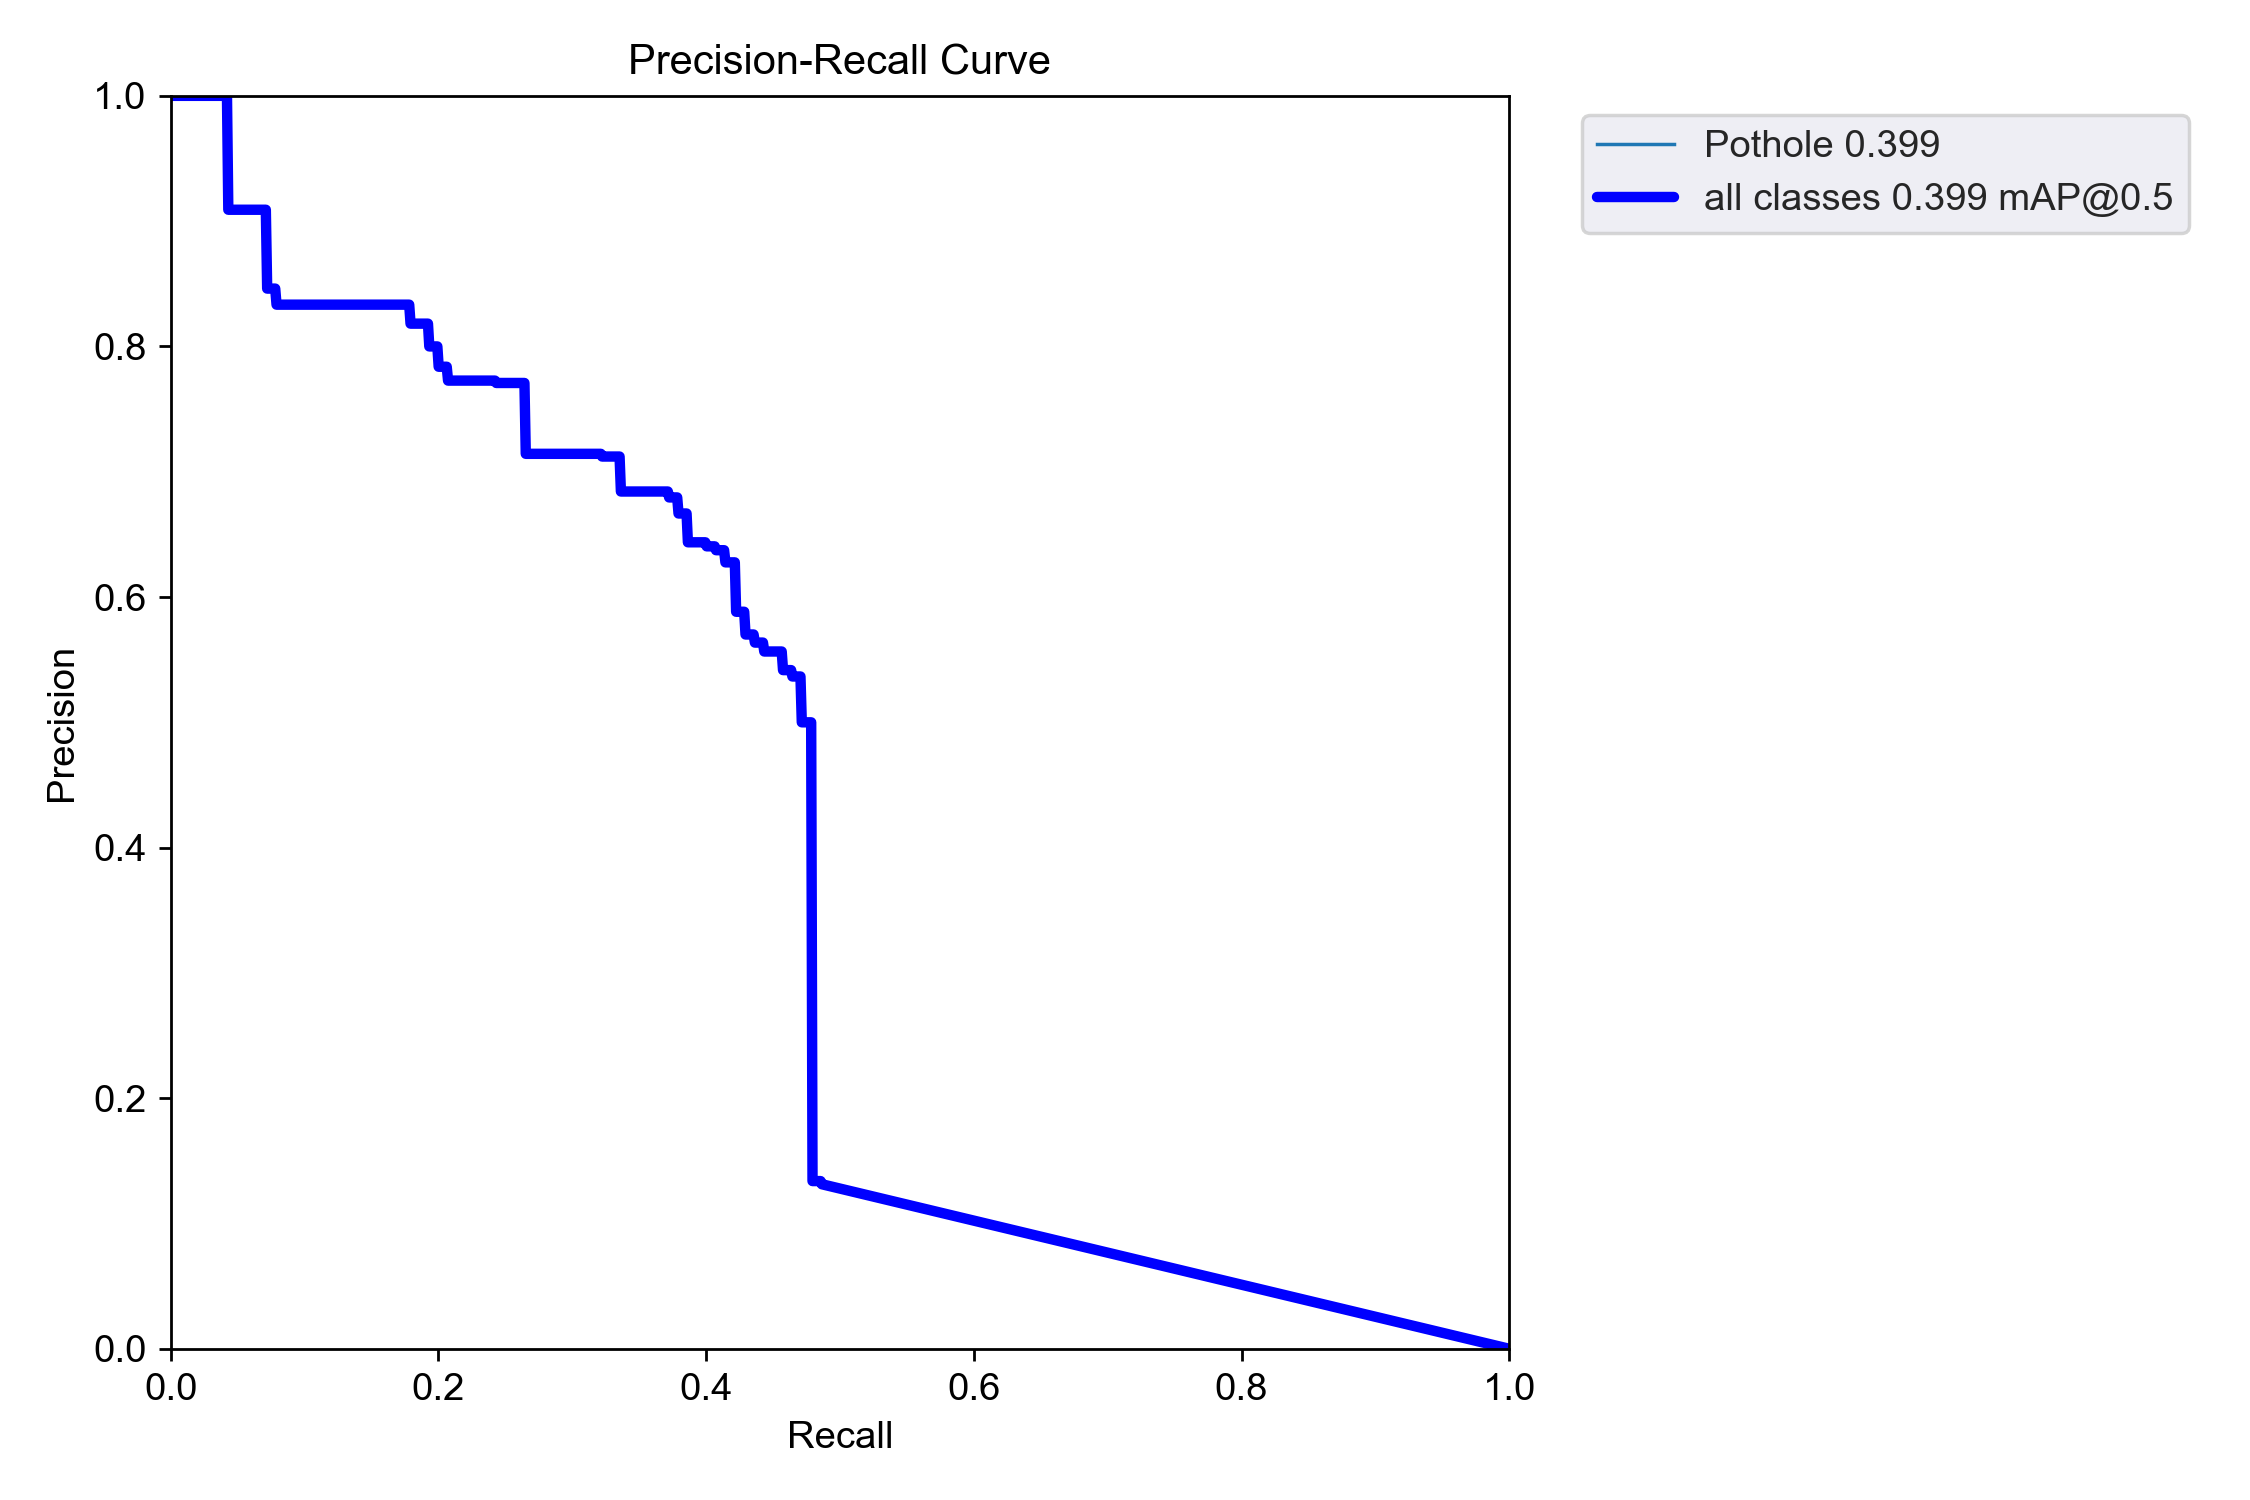 Precision-Recall Curve
1.0
0.8
0.6
0.4
0.2
0.0
Precision
0.0 0.2 0.4 0.6 0.8 1.0
Recall
Pothole 0.399
all classes 0.399 mAP@0.5